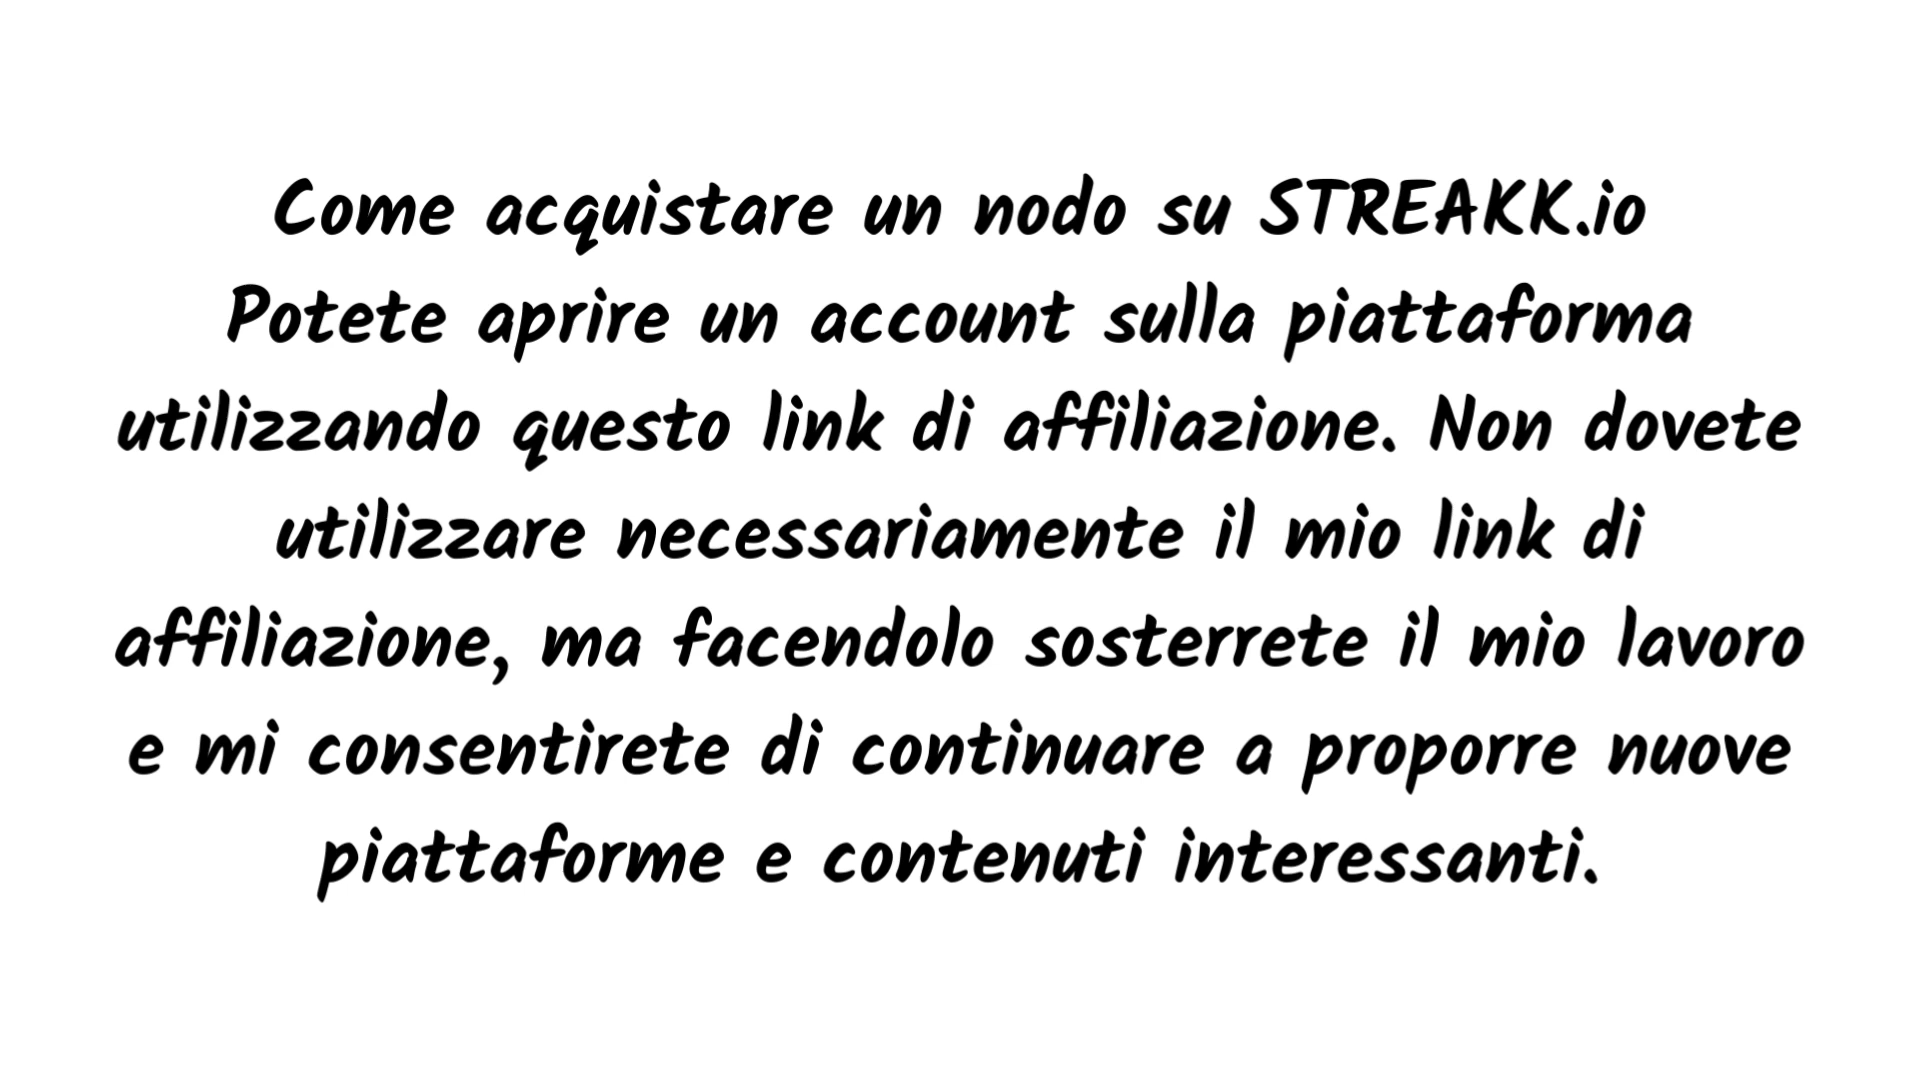 Come acquistare un nodo su STREAKK.io
Potete aprire un account sulla piattaforma
utilizzando questo link di affiliazione. Non dovete
utilizzare necessariamente il mio link di
affiliazione, ma facendolo sosterrete il mio lavoro
e mi consentirete di continuare a proporre nuove
piattaforme e contenuti interessanti.